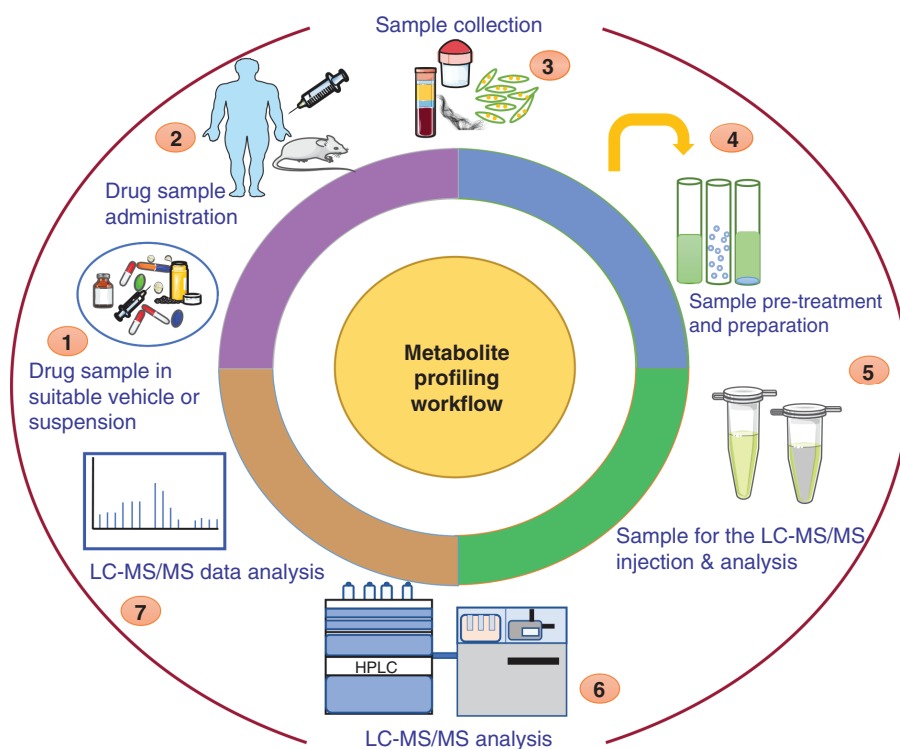 Sample collection
3
2
4
Drug sample
administration
1
Drug sample in
suitable vehicle or
suspension
Metabolite
profiling
workflow
Sample pre-treatment
and preparation
5
Sample for the LC-MS/MS
injection & analysis
LC-MS/MS data analysis
7
HPLC
6
LC-MS/MS analysis